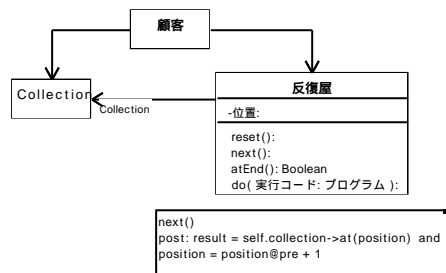 顧客
Collection
Collection
反復屋
-位置:
reset():
next():
atEnd(): Boolean
do( 実行コード: プログラム ):
next()
post: result = self.collection->at(position) and
position = position@pre + 1